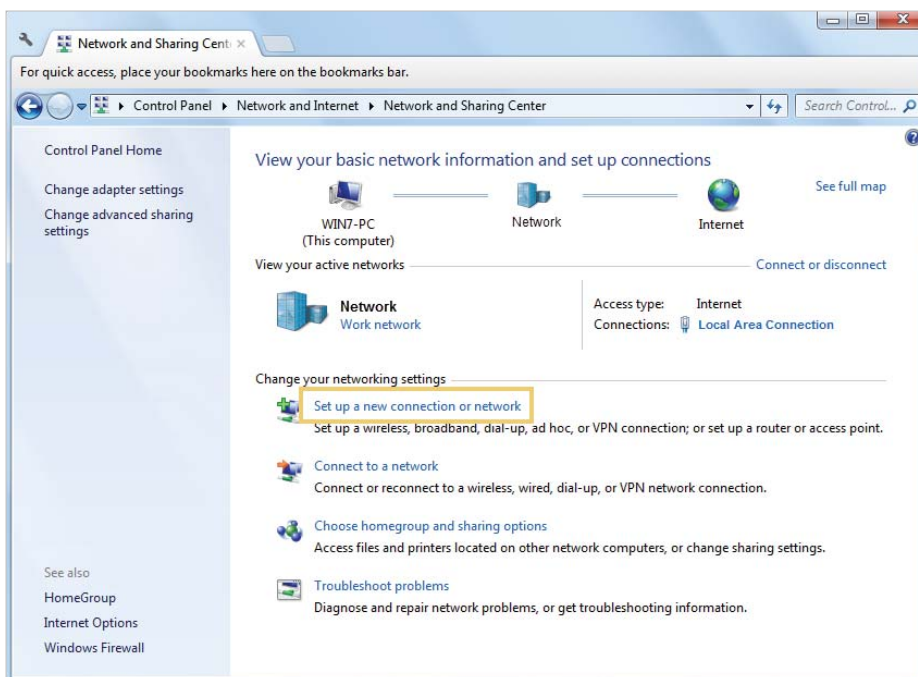 Network and Sharing Cent
For quick access, place your bookmarks here on the bookmarks bar.
Control Panel Network and Internet Network and Sharing Center
Search Control...
Control Panel Home
Change adapter settings
Change advanced sharing
settings
View your basic network information and set up connections
See full map
WIN7-PC
(This computer)
Network
Internet
View your active networks
Connect or disconnect
Network
Work network
Access type: Internet
Connections: Local Area Connection
Change your networking settings
Set up a new connection or network
Set up a wireless, broadband, dial-up, ad hoc, or VPN connection; or set up a router or access point.
Connect to a network
Connect or reconnect to a wireless, wired, dial-up, or VPN network connection.
Choose homegroup and sharing options
Access files and printers located on other network computers, or change sharing settings.
Troubleshoot problems
Diagnose and repair network problems, or get troubleshooting information.
See also
HomeGroup
Internet Options
Windows Firewall